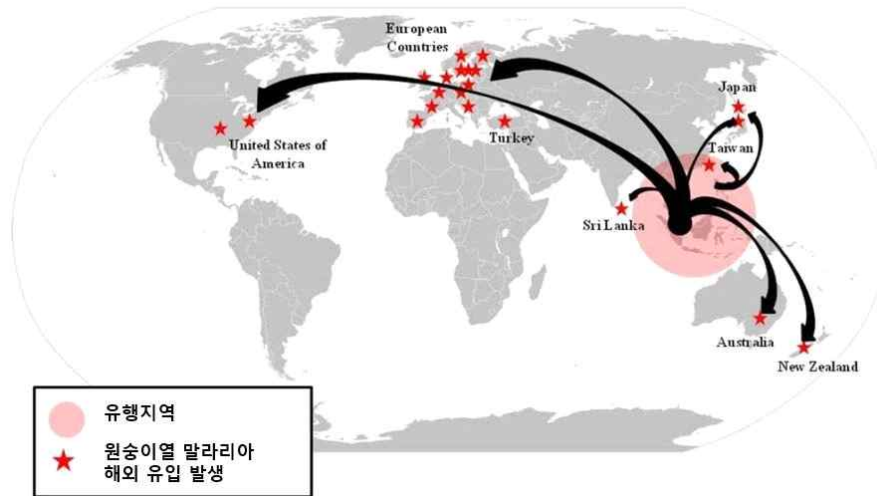 European
Countries
Japan
Taiwan
United States of
America
Turkey
Sri Lanka
Australia
New Zealand
유행지역
원숭이열 말라리아
해외 유입 발생